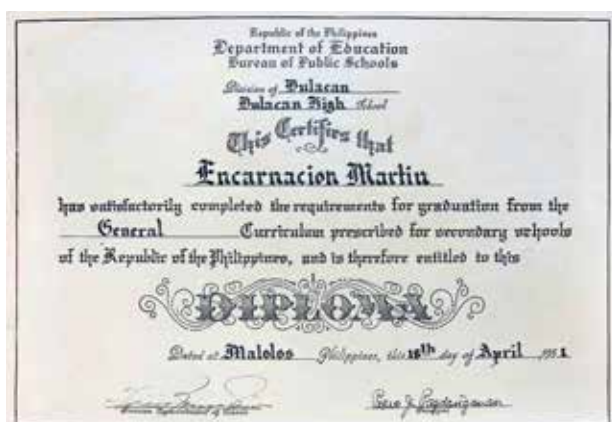 Republic of the Philippines
Department of Education
Bureau of Public Schools
Division of Bulacan
Bulacan High School
This Certifies that
Encarnacion Martin
has satisfactorily completed the requirements for graduation from the
General Curriculum prescribed for secondary schools
of the Republic of the Philippines, and is therefore entitled to this
DIPLOMA
Dated at Malolos Philippines, this 18th day of April, 1951